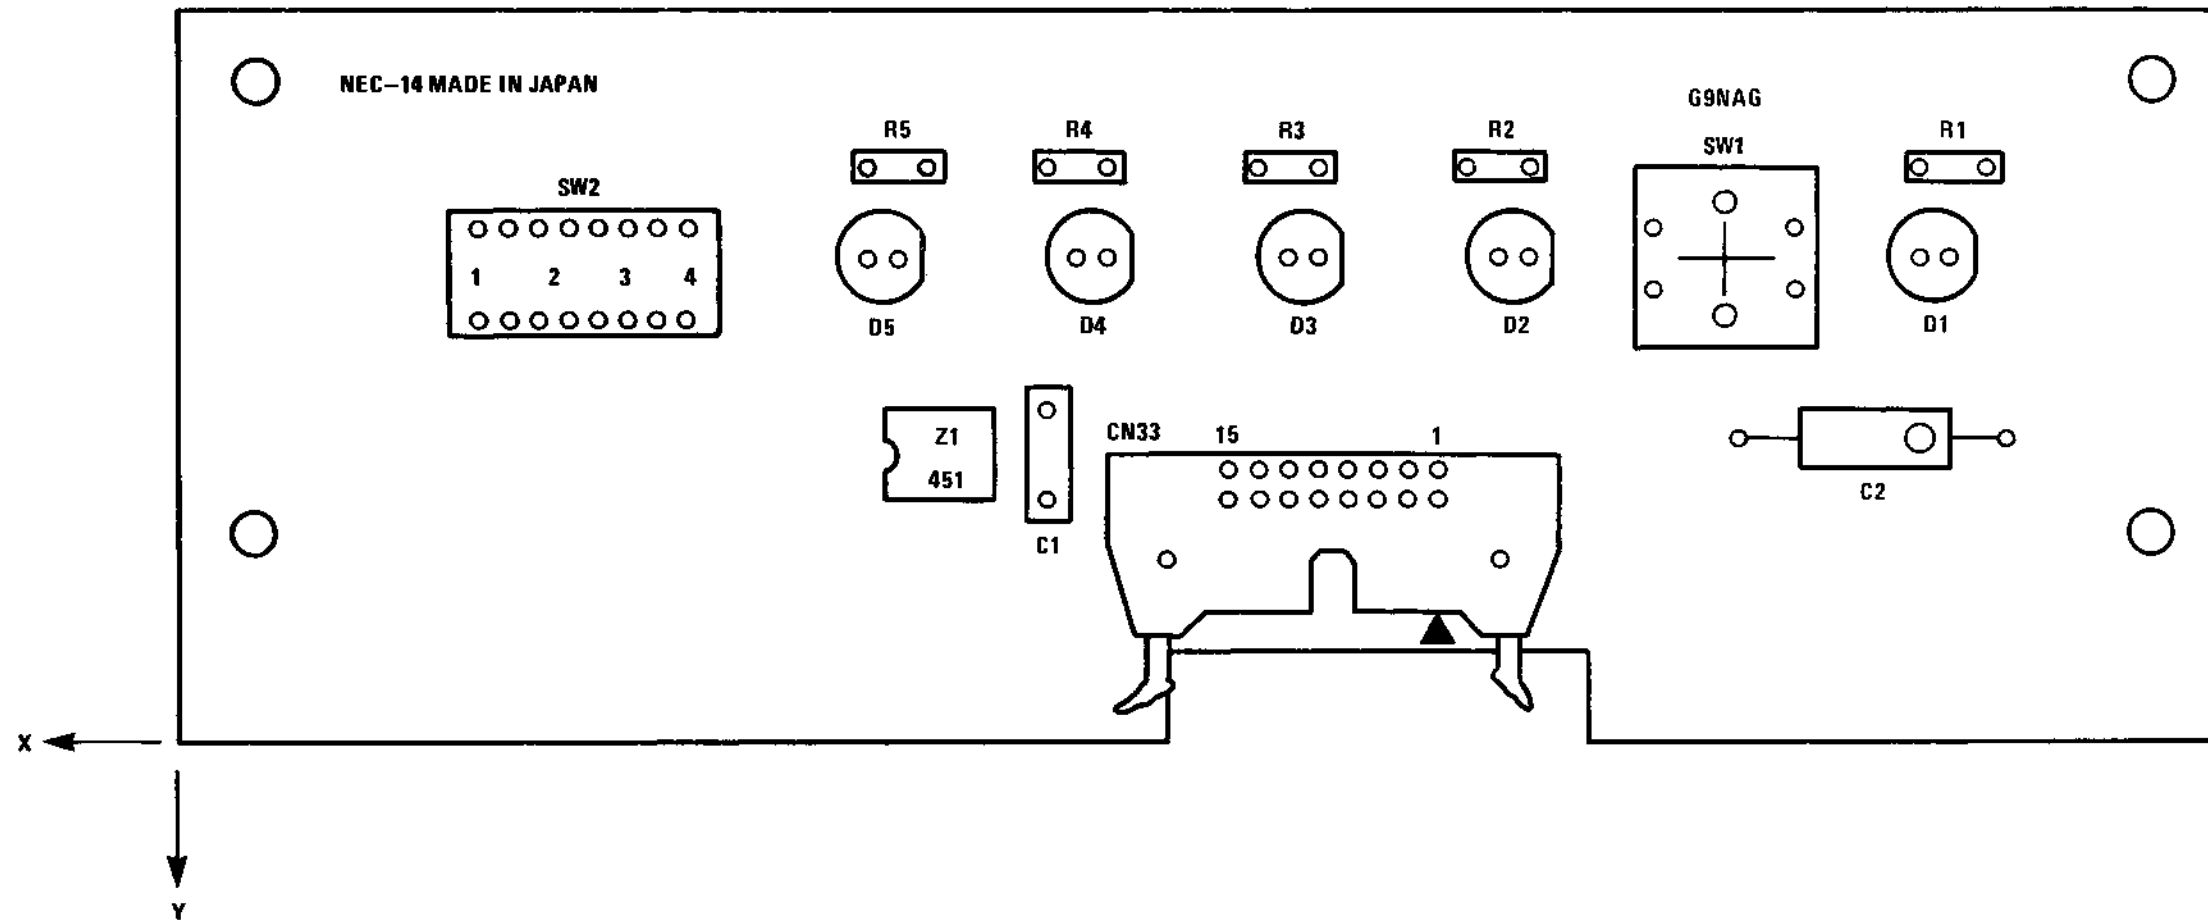 NEC–14 MADE IN JAPAN
G9NAG
R5 R4 R3 R2 SW1 R1
SW2
1 2 3 4
D5 D4 D3 D2 D1
Z1
451
C1
CN33 15 1
C2
X
Y